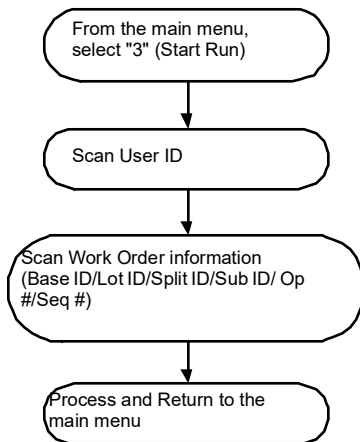 From the main menu,
select "3" (Start Run)
Scan User ID
Scan Work Order information
(Base ID/Lot ID/Split ID/Sub ID/ Op
#/Seq #)
Process and Return to the
main menu